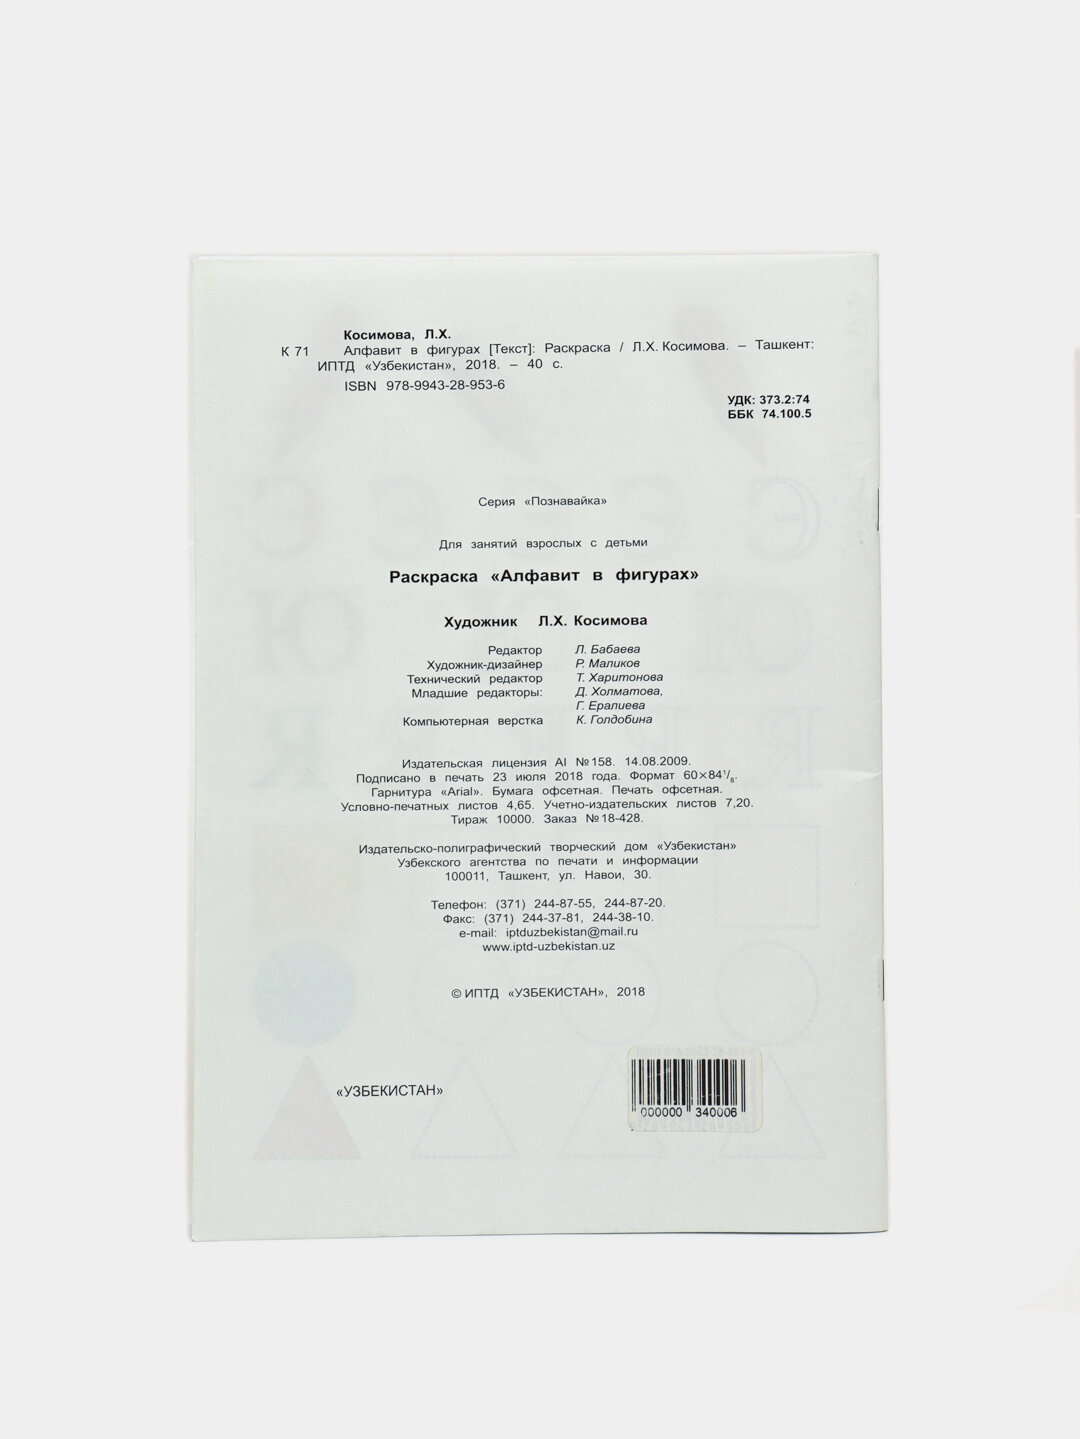 Косимова, Л.Х.
К 71 Алфавит в фигурах [Текст]: Раскраска / Л.Х. Косимова. – Ташкент:
ИПТД «Узбекистан», 2018. – 40 с.
ISBN 978-9943-28-953-6
УДК: 373.2:74
ББК 74.100.5
Серия «Познавайка»
Для занятий взрослых с детьми
Раскраска «Алфавит в фигурах»
Художник Л.Х. Косимова
Редактор Л. Бабаева
Художник-дизайнер Р. Маликов
Технический редактор Т. Харитонова
Младшие редакторы: Д. Холматова,
Г. Ералиева
Компьютерная верстка К. Голдобина
Издательская лицензия AI №158. 14.08.2009.
Подписано в печать 23 июля 2018 года. Формат 60×84¹/₈.
Гарнитура «Arial». Бумага офсетная. Печать офсетная.
Условно-печатных листов 4,65. Учетно-издательских листов 7,20.
Тираж 10000. Заказ №18-428.
Издательско-полиграфический творческий дом «Узбекистан»
Узбекского агентства по печати и информации
100011, Ташкент, ул. Навои, 30.
Телефон: (371) 244-87-55, 244-87-20.
Факс: (371) 244-37-81, 244-38-10.
e-mail: iptduzbekistan@mail.ru
www.iptd-uzbekistan.uz
© ИПТД «УЗБЕКИСТАН», 2018
«УЗБЕКИСТАН»
000000 340006